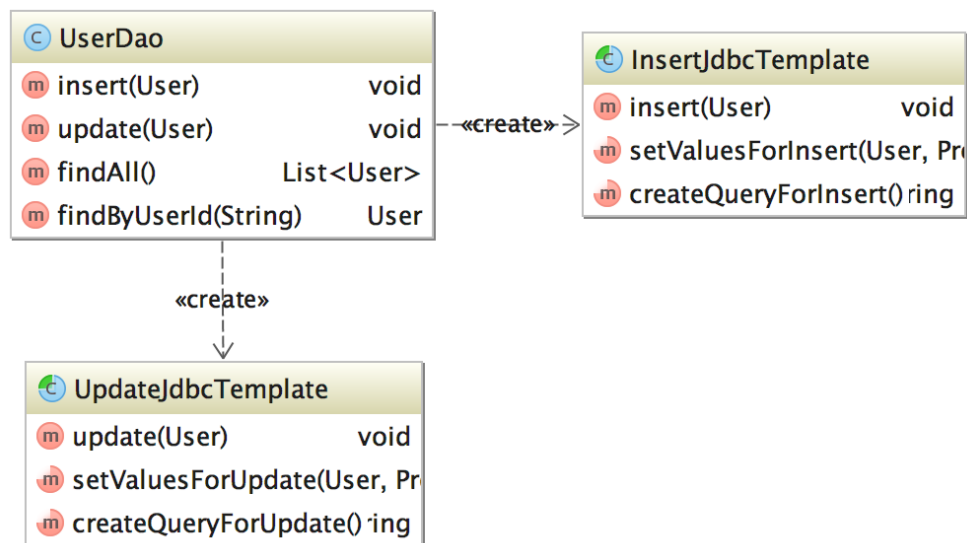 UserDao
insert(User) void
update(User) void
findAll() List<User>
findByUserId(String) User
«create»
InsertJdbcTemplate
insert(User) void
setValuesForInsert(User, Pre
createQueryForInsert() ring
«create»
UpdateJdbcTemplate
update(User) void
setValuesForUpdate(User, Pr
createQueryForUpdate() ring